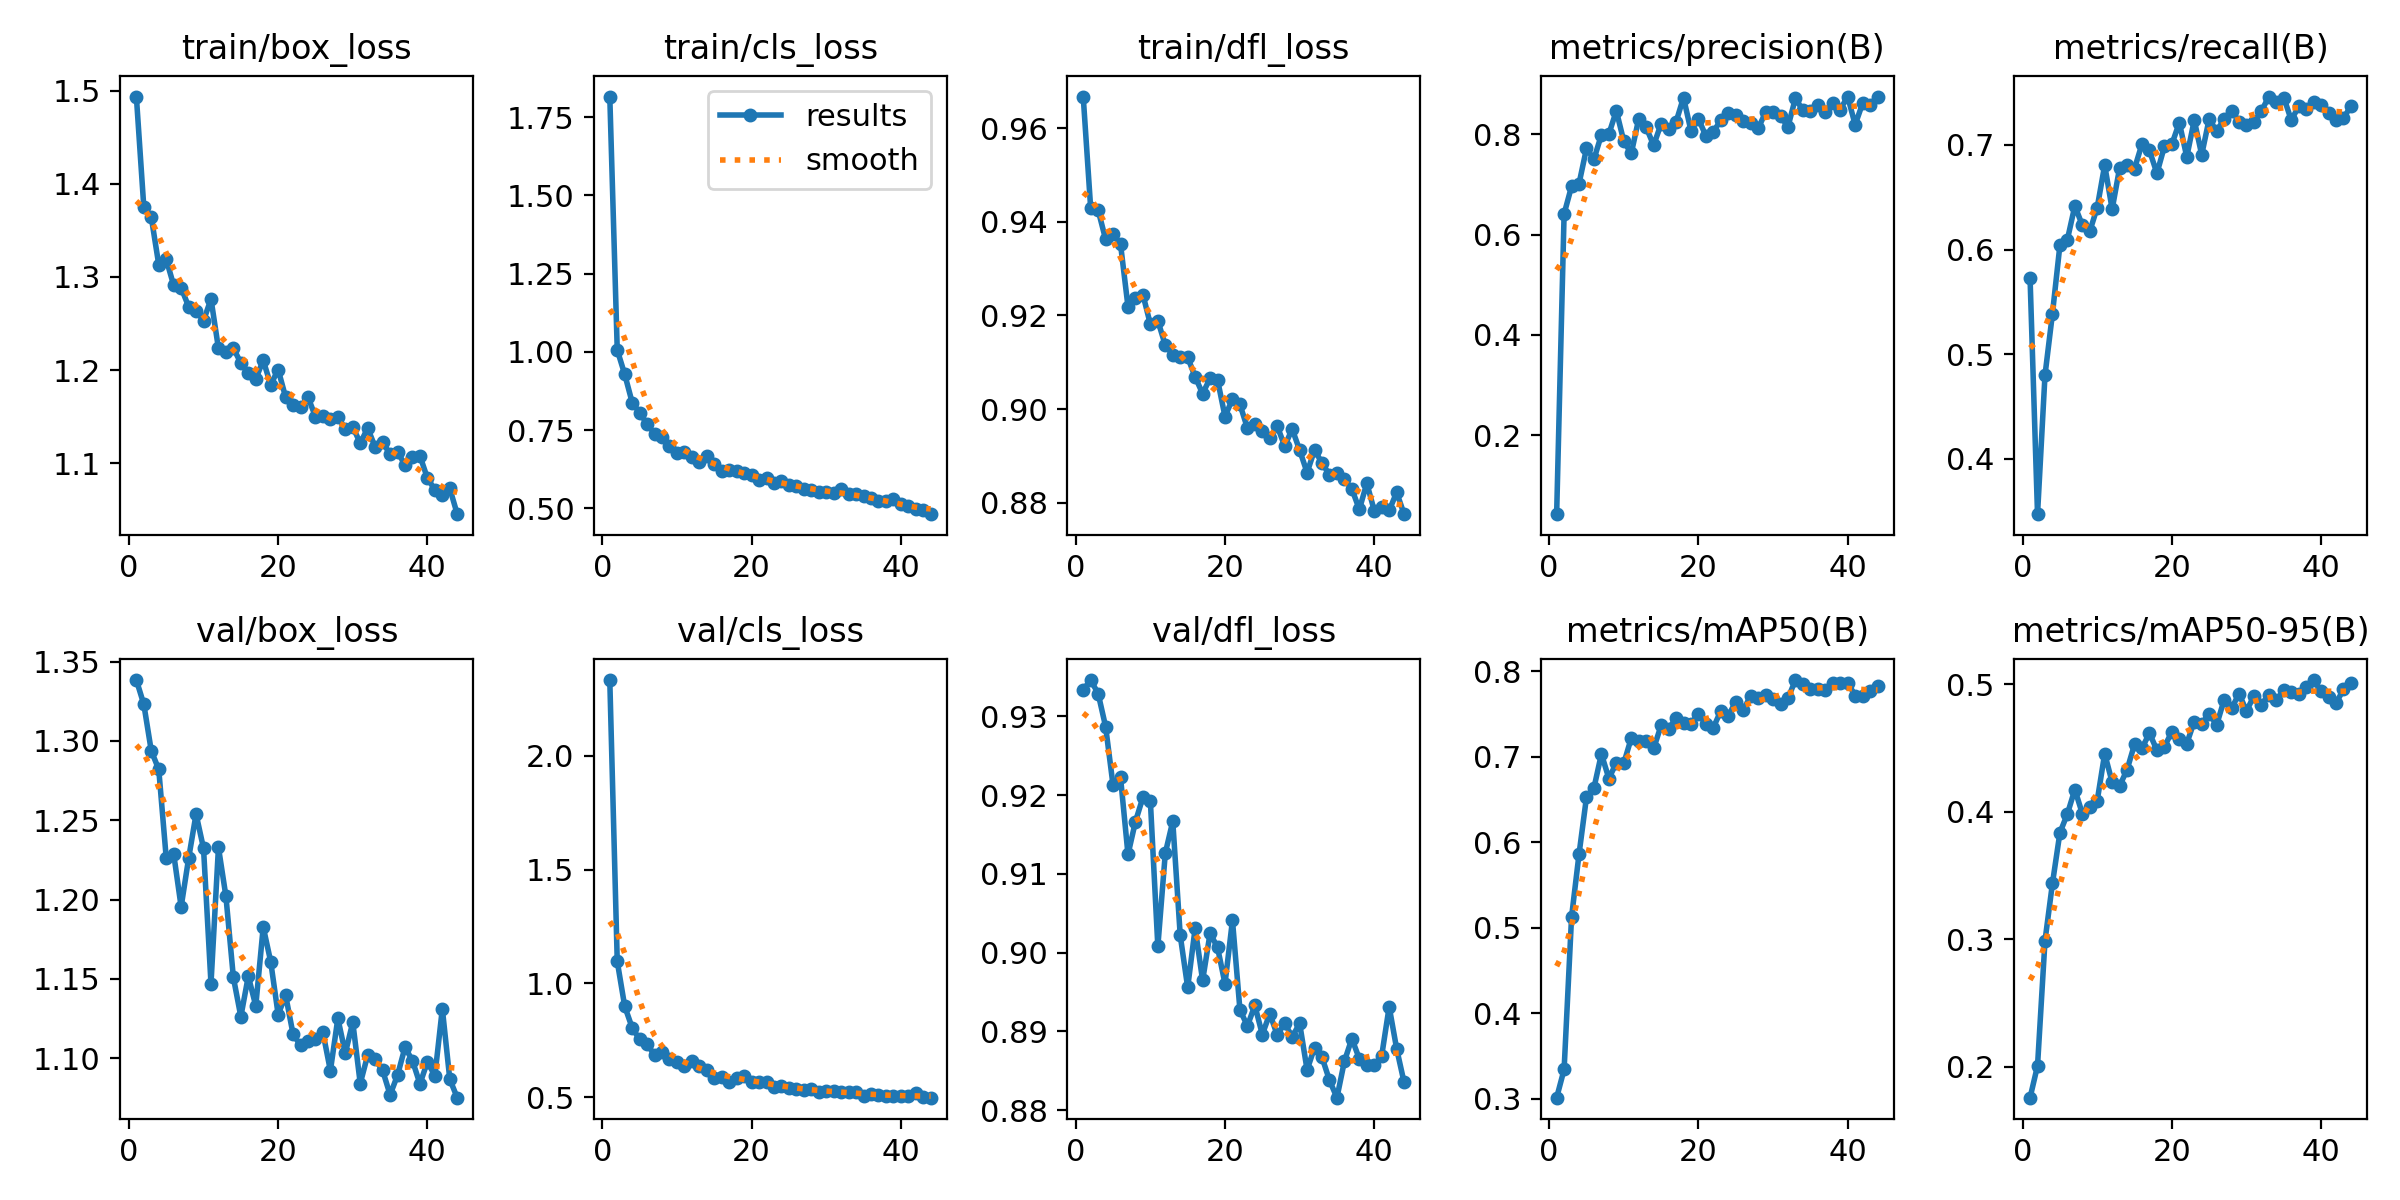 train/box_loss
1.5
1.4
1.3
1.2
1.1
0 20 40
train/cls_loss
results
smooth
1.75
1.50
1.25
1.00
0.75
0.50
0 20 40
train/dfl_loss
0.96
0.94
0.92
0.90
0.88
0 20 40
metrics/precision(B)
0.8
0.6
0.4
0.2
0 20 40
metrics/recall(B)
0.7
0.6
0.5
0.4
0 20 40
val/box_loss
1.35
1.30
1.25
1.20
1.15
1.10
0 20 40
val/cls_loss
2.0
1.5
1.0
0.5
0 20 40
val/dfl_loss
0.93
0.92
0.91
0.90
0.89
0.88
0 20 40
metrics/mAP50(B)
0.8
0.7
0.6
0.5
0.4
0.3
0 20 40
metrics/mAP50-95(B)
0.5
0.4
0.3
0.2
0 20 40